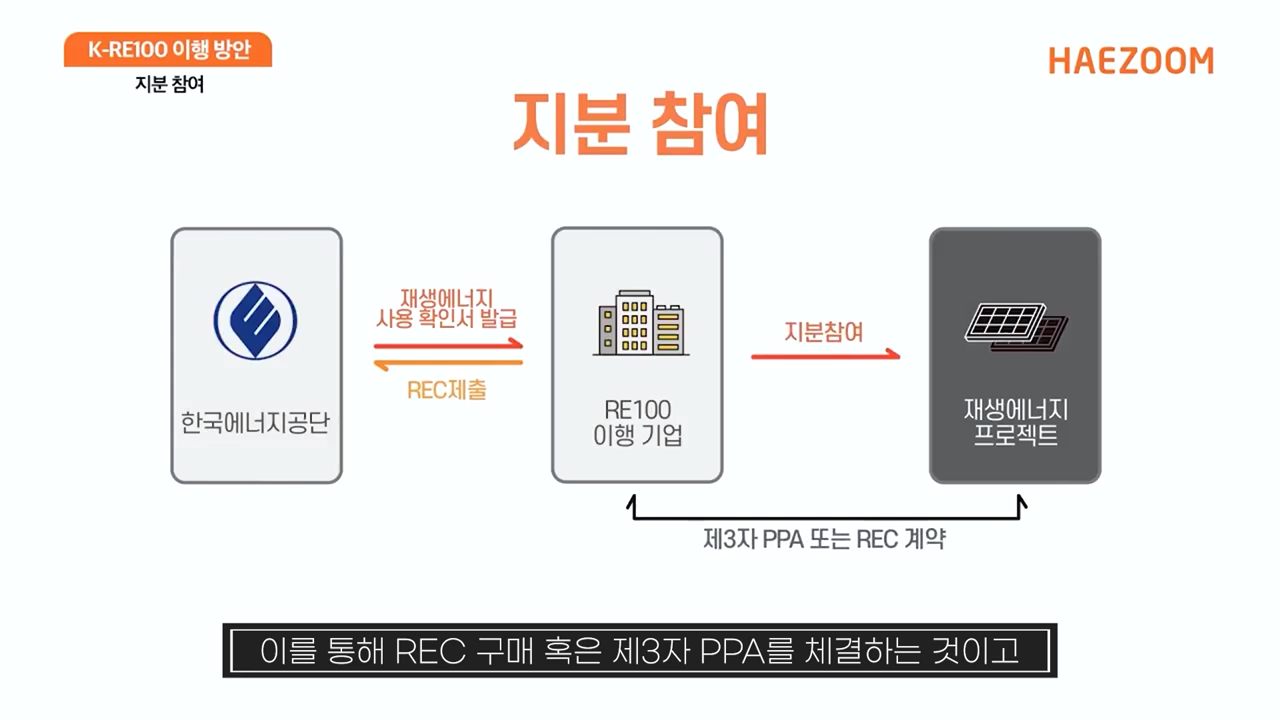 K-RE100 이행 방안
지분 참여
HAEZOOM
지분 참여
한국에너지공단
재생에너지
사용 확인서 발급
REC제출
RE100
이행 기업
지분참여
재생에너지
프로젝트
제3자 PPA 또는 REC 계약
이를 통해 REC 구매 혹은 제3자 PPA를 체결하는 것이고